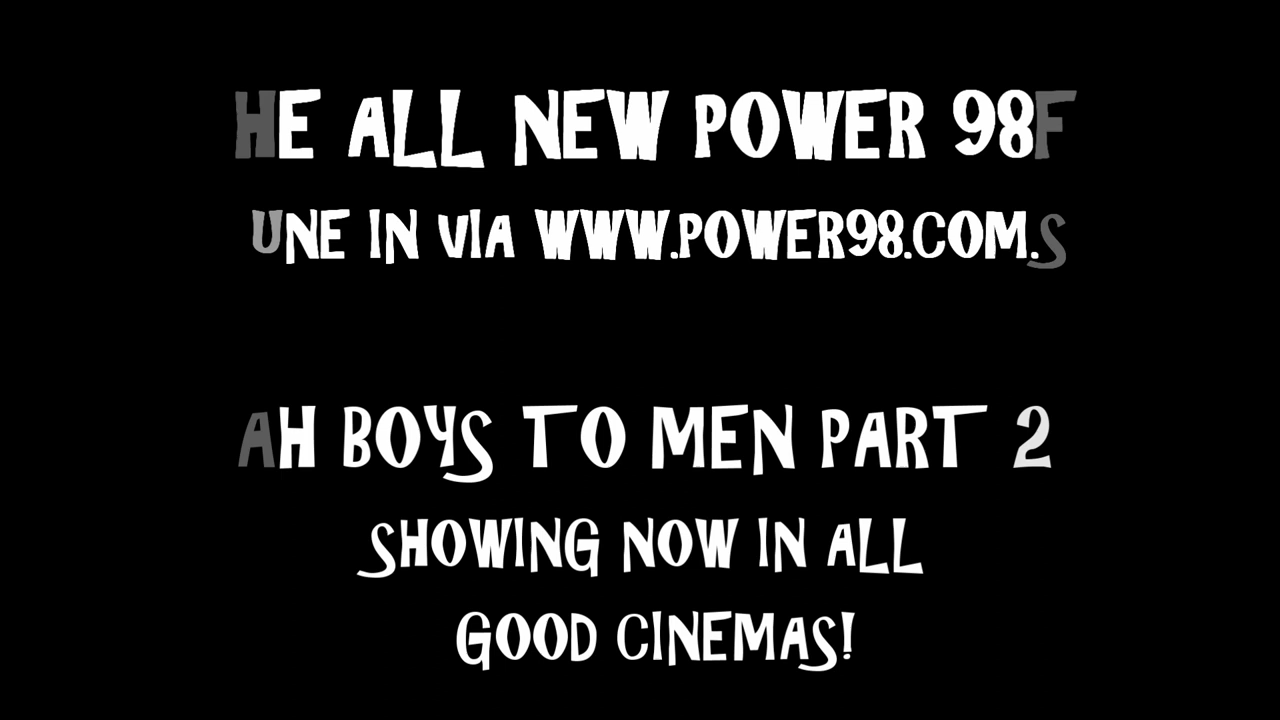 HE ALL NEW POWER 98F
UNE IN VIA WWW.POWER98.COM.S
AH BOYS TO MEN PART 2
SHOWING NOW IN ALL
GOOD CINEMAS!